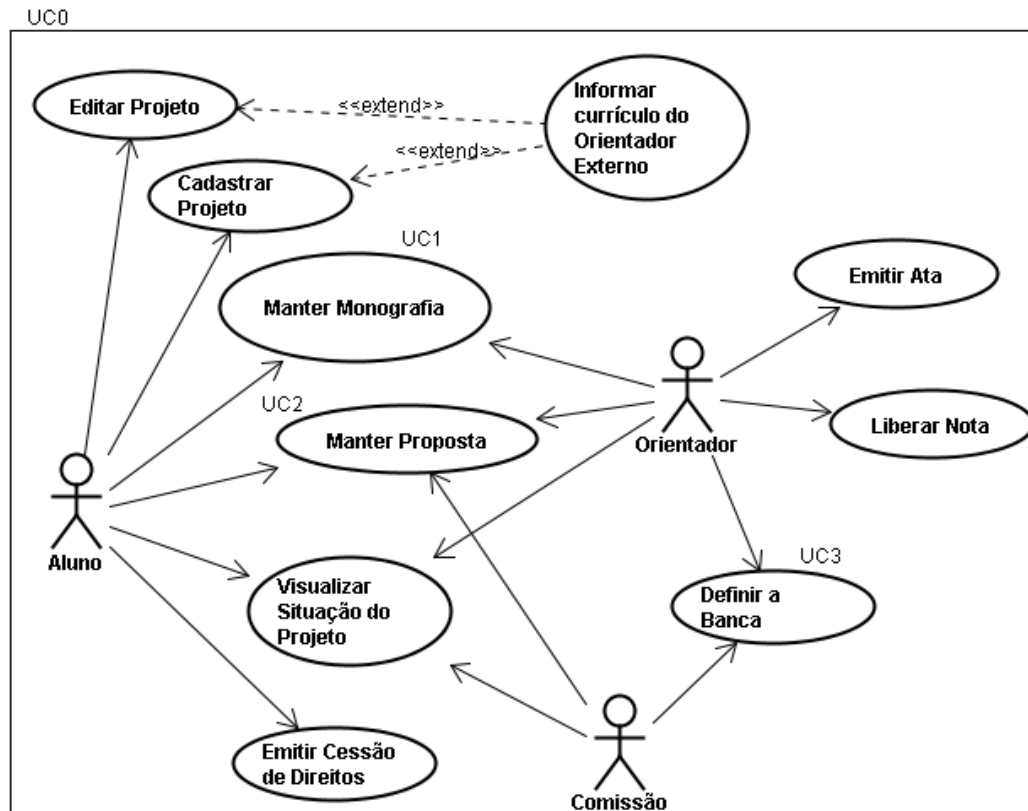 UC0
Editar Projeto
<<extend>>
Informar
currículo do
Orientador
Externo
<<extend>>
Cadastrar
Projeto
UC1
Manter Monografia
Emitir Ata
UC2
Manter Proposta
Orientador
Liberar Nota
Aluno
Visualizar
Situação do
Projeto
UC3
Definir a
Banca
Emitir Cessão
de Direitos
Comissão